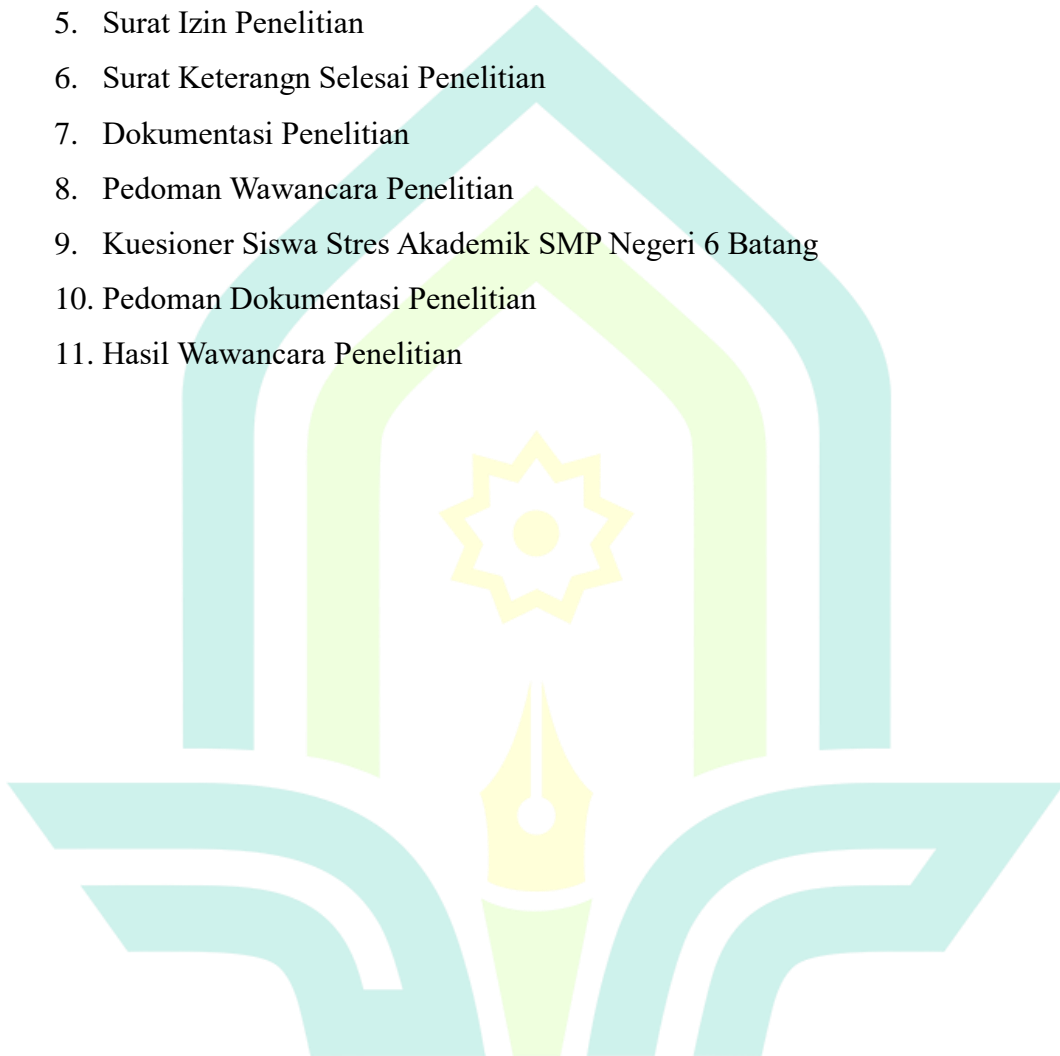 5. Surat Izin Penelitian
6. Surat Keterangn Selesai Penelitian
7. Dokumentasi Penelitian
8. Pedoman Wawancara Penelitian
9. Kuesioner Siswa Stres Akademik SMP Negeri 6 Batang
10. Pedoman Dokumentasi Penelitian
11. Hasil Wawancara Penelitian